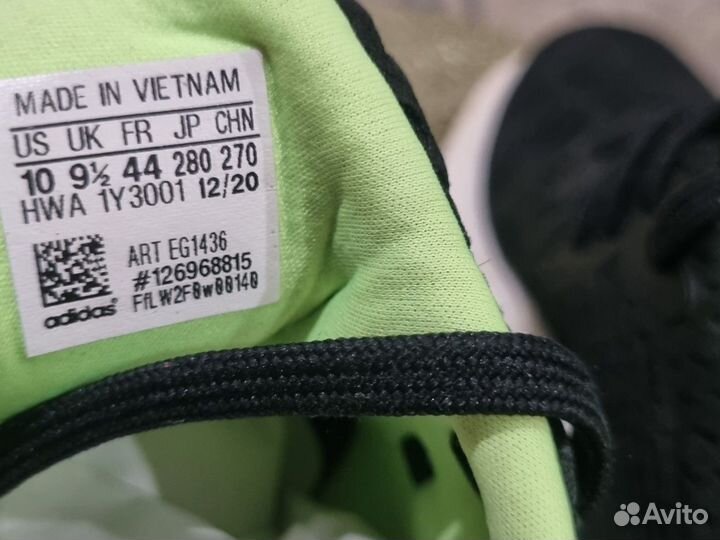 MADE IN VIETNAM
US UK FR JP CHN
10 9½ 44 280 270
HWA 1Y3001 12/20
ART EG1436
#126968815
FfLW2F0w00140
adidas
Avito